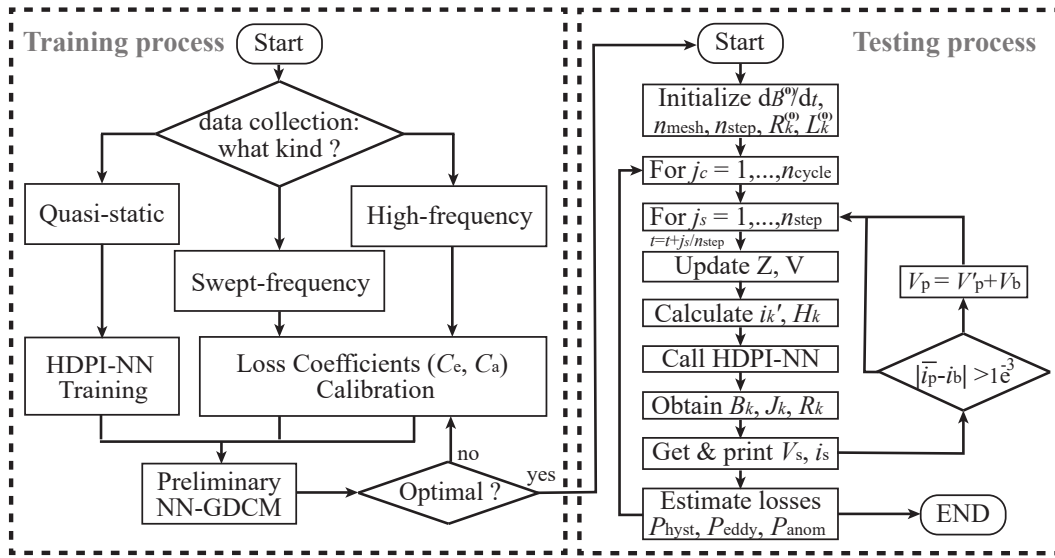 Training process
Start
data collection:
what kind ?
Quasi-static
High-frequency
Swept-frequency
HDPI-NN
Training
Loss Coefficients (Ce, Ca)
Calibration
Preliminary
NN-GDCM
Optimal ?
no
yes
Testing process
Start
Initialize dB⁽⁰⁾/dt,
nmesh, nstep, Rk⁽⁰⁾, Lk⁽⁰⁾
For jc = 1,...,ncycle
For js = 1,...,nstep
t=t+js/nstep
Update Z, V
Calculate ik′, Hk
Call HDPI-NN
Obtain Bk, Jk, Rk
Get & print Vs, is
Estimate losses
Physt, Peddy, Panom
Vp = V′p+Vb
|i̅p-ib| >1e⁻³
END